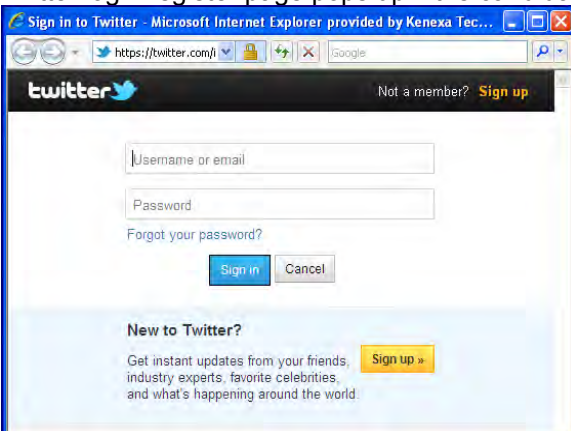 Sign in to Twitter - Microsoft Internet Explorer provided by Kenexa Tec...
https://twitter.com/i
Google
twitter
Not a member? Sign up
Username or email
Password
Forgot your password?
Sign in
Cancel
New to Twitter?
Get instant updates from your friends,
industry experts, favorite celebrities,
and what's happening around the world.
Sign up »